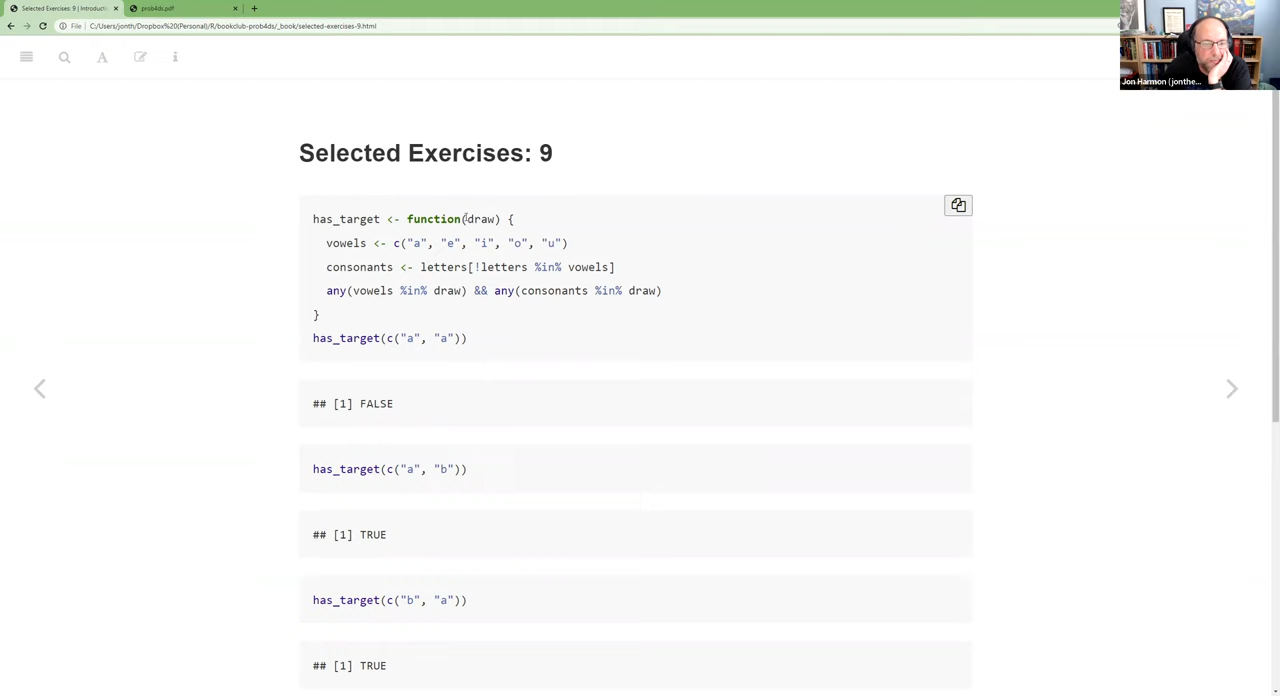 Selected Exercises: 9 | Introducti
prob4ds.pdf
File
C:/Users/jonth/Dropbox%20(Personal)/R/bookclub-prob4ds/_book/selected-exercises-9.html
Jon Harmon (jonthe...
Selected Exercises: 9
has_target <- function(draw) {
vowels <- c("a", "e", "i", "o", "u")
consonants <- letters[!letters %in% vowels]
any(vowels %in% draw) && any(consonants %in% draw)
}
has_target(c("a", "a"))
## [1] FALSE
has_target(c("a", "b"))
## [1] TRUE
has_target(c("b", "a"))
## [1] TRUE